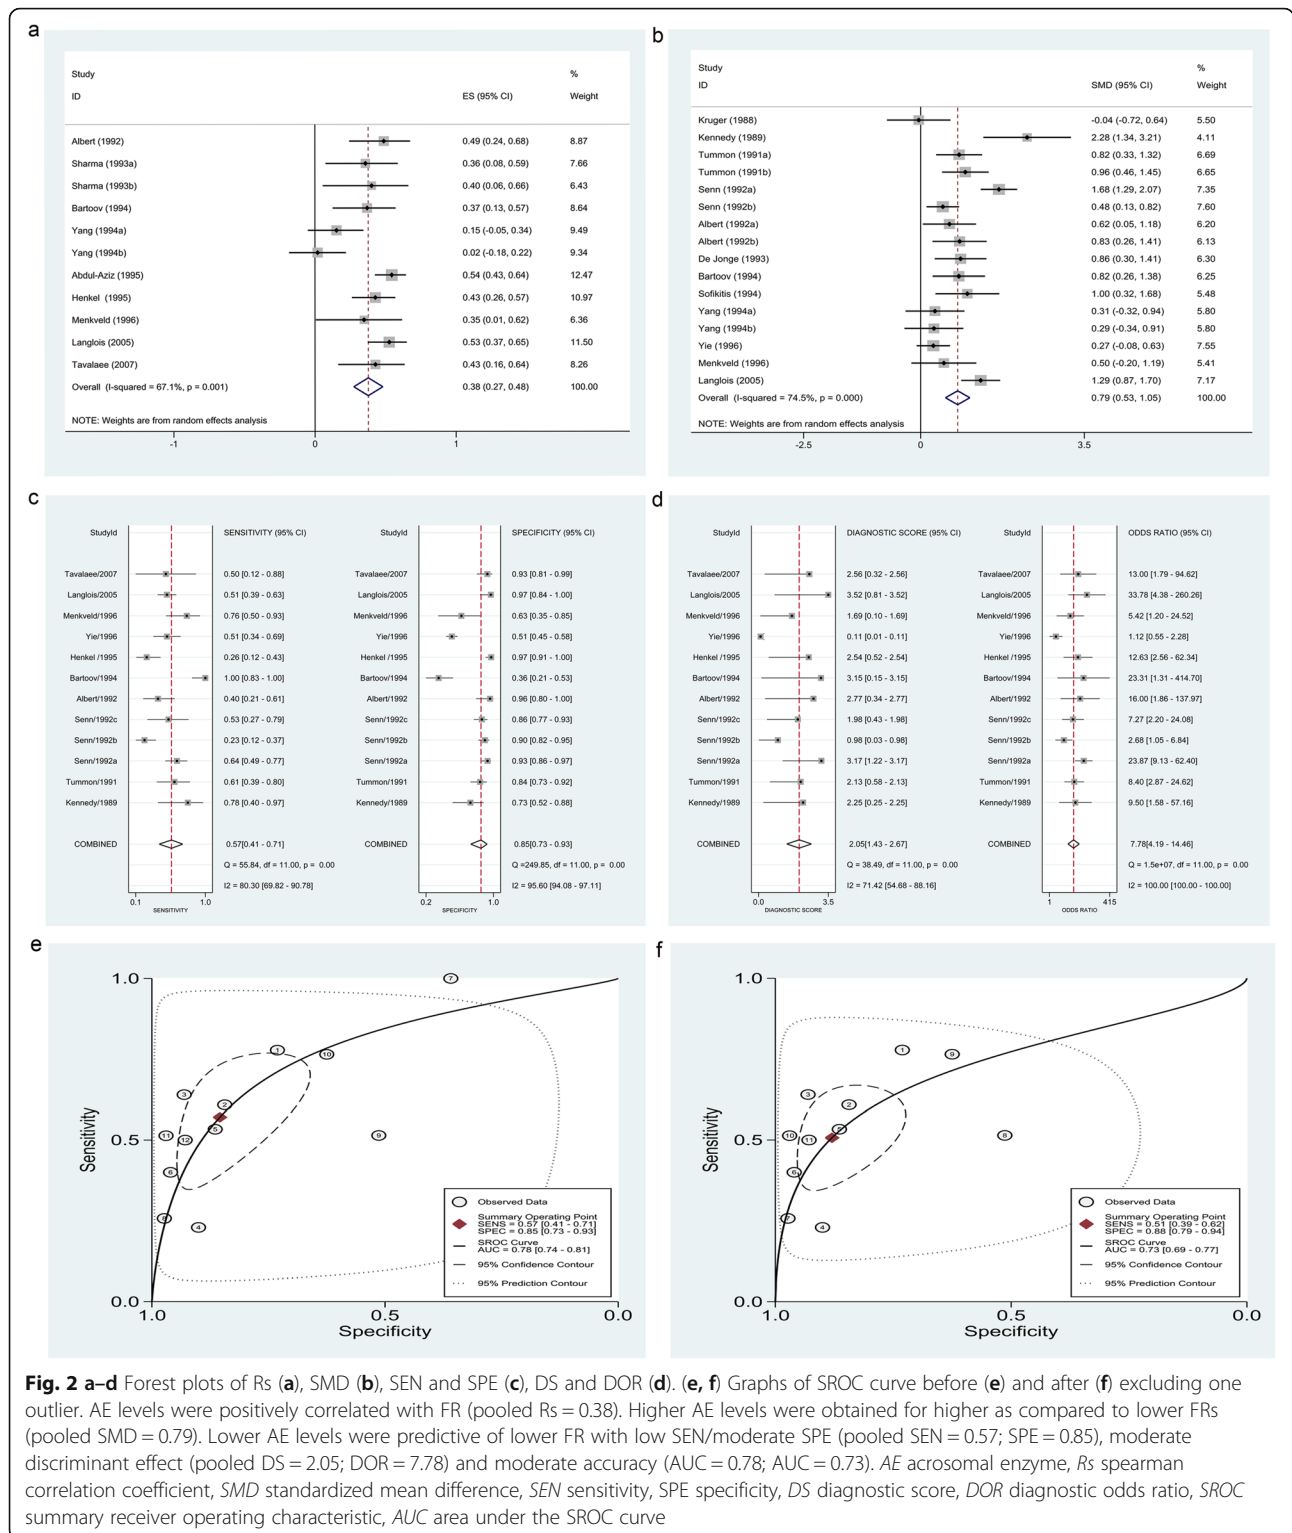 a
Study %
ID ES (95% CI) Weight
Albert (1992) 0.49 (0.24, 0.68) 8.87
Sharma (1993a) 0.36 (0.08, 0.59) 7.66
Sharma (1993b) 0.40 (0.06, 0.66) 6.43
Bartoov (1994) 0.37 (0.13, 0.57) 8.64
Yang (1994a) 0.15 (-0.05, 0.34) 9.49
Yang (1994b) 0.02 (-0.18, 0.22) 9.34
Abdul-Aziz (1995) 0.54 (0.43, 0.64) 12.47
Henkel (1995) 0.43 (0.26, 0.57) 10.97
Menkveld (1996) 0.35 (0.01, 0.62) 6.36
Langlois (2005) 0.53 (0.37, 0.65) 11.50
Tavalaee (2007) 0.43 (0.16, 0.64) 8.26
Overall (I-squared = 67.1%, p = 0.001) 0.38 (0.27, 0.48) 100.00
NOTE: Weights are from random effects analysis
-1 0 1
b
Study %
ID SMD (95% CI) Weight
Kruger (1988) -0.04 (-0.72, 0.64) 5.50
Kennedy (1989) 2.28 (1.34, 3.21) 4.11
Tummon (1991a) 0.82 (0.33, 1.32) 6.69
Tummon (1991b) 0.96 (0.46, 1.45) 6.65
Senn (1992a) 1.68 (1.29, 2.07) 7.35
Senn (1992b) 0.48 (0.13, 0.82) 7.60
Albert (1992a) 0.62 (0.05, 1.18) 6.20
Albert (1992b) 0.83 (0.26, 1.41) 6.13
De Jonge (1993) 0.86 (0.30, 1.41) 6.30
Bartoov (1994) 0.82 (0.26, 1.38) 6.25
Sofikitis (1994) 1.00 (0.32, 1.68) 5.48
Yang (1994a) 0.31 (-0.32, 0.94) 5.80
Yang (1994b) 0.29 (-0.34, 0.91) 5.80
Yie (1996) 0.27 (-0.08, 0.63) 7.55
Menkveld (1996) 0.50 (-0.20, 1.19) 5.41
Langlois (2005) 1.29 (0.87, 1.70) 7.17
Overall (I-squared = 74.5%, p = 0.000) 0.79 (0.53, 1.05) 100.00
NOTE: Weights are from random effects analysis
-2.5 0 3.5
c
StudyId SENSITIVITY (95% CI) StudyId SPECIFICITY (95% CI)
Tavalaee/2007 0.50 [0.12 - 0.88] Tavalaee/2007 0.93 [0.81 - 0.99]
Langlois/2005 0.51 [0.39 - 0.63] Langlois/2005 0.97 [0.84 - 1.00]
Menkveld/1996 0.76 [0.50 - 0.93] Menkveld/1996 0.63 [0.35 - 0.85]
Yie/1996 0.51 [0.34 - 0.69] Yie/1996 0.51 [0.45 - 0.58]
Henkel /1995 0.26 [0.12 - 0.43] Henkel /1995 0.97 [0.91 - 1.00]
Bartoov/1994 1.00 [0.83 - 1.00] Bartoov/1994 0.36 [0.21 - 0.53]
Albert/1992 0.40 [0.21 - 0.61] Albert/1992 0.96 [0.80 - 1.00]
Senn/1992c 0.53 [0.27 - 0.79] Senn/1992c 0.86 [0.77 - 0.93]
Senn/1992b 0.23 [0.12 - 0.37] Senn/1992b 0.90 [0.82 - 0.95]
Senn/1992a 0.64 [0.49 - 0.77] Senn/1992a 0.93 [0.86 - 0.97]
Tummon/1991 0.61 [0.39 - 0.80] Tummon/1991 0.84 [0.73 - 0.92]
Kennedy/1989 0.78 [0.40 - 0.97] Kennedy/1989 0.73 [0.52 - 0.88]
COMBINED 0.57[0.41 - 0.71] COMBINED 0.85[0.73 - 0.93]
Q = 55.84, df = 11.00, p = 0.00 Q =249.85, df = 11.00, p = 0.00
I2 = 80.30 [69.82 - 90.78] I2 = 95.60 [94.08 - 97.11]
0.1 1.0 0.2 1.0
SENSITIVITY SPECIFICITY
d
StudyId DIAGNOSTIC SCORE (95% CI) StudyId ODDS RATIO (95% CI)
Tavalaee/2007 2.56 [0.32 - 2.56] Tavalaee/2007 13.00 [1.79 - 94.62]
Langlois/2005 3.52 [0.81 - 3.52] Langlois/2005 33.78 [4.38 - 260.26]
Menkveld/1996 1.69 [0.10 - 1.69] Menkveld/1996 5.42 [1.20 - 24.52]
Yie/1996 0.11 [0.01 - 0.11] Yie/1996 1.12 [0.55 - 2.28]
Henkel /1995 2.54 [0.52 - 2.54] Henkel /1995 12.63 [2.56 - 62.34]
Bartoov/1994 3.15 [0.15 - 3.15] Bartoov/1994 23.31 [1.31 - 414.70]
Albert/1992 2.77 [0.34 - 2.77] Albert/1992 16.00 [1.86 - 137.97]
Senn/1992c 1.98 [0.43 - 1.98] Senn/1992c 7.27 [2.20 - 24.08]
Senn/1992b 0.98 [0.03 - 0.98] Senn/1992b 2.68 [1.05 - 6.84]
Senn/1992a 3.17 [1.22 - 3.17] Senn/1992a 23.87 [9.13 - 62.40]
Tummon/1991 2.13 [0.58 - 2.13] Tummon/1991 8.40 [2.87 - 24.62]
Kennedy/1989 2.25 [0.25 - 2.25] Kennedy/1989 9.50 [1.58 - 57.16]
COMBINED 2.05[1.43 - 2.67] COMBINED 7.78[4.19 - 14.46]
Q = 38.49, df = 11.00, p = 0.00 Q = 1.5e+07, df = 11.00, p = 0.00
I2 = 71.42 [54.68 - 88.16] I2 = 100.00 [100.00 - 100.00]
0.0 3.5 1 415
DIAGNOSTIC SCORE ODDS RATIO
e
1.0
7
1
10
3
2
Sensitivity
0.5
11
12
5
9
6
8
4
Observed Data
Summary Operating Point
SENS = 0.57 [0.41 - 0.71]
SPEC = 0.85 [0.73 - 0.93]
SROC Curve
AUC = 0.78 [0.74 - 0.81]
95% Confidence Contour
95% Prediction Contour
0.0
1.0 0.5 0.0
Specificity
f
1.0
1
9
3
2
Sensitivity
0.5
10
11
5
8
6
7
4
Observed Data
Summary Operating Point
SENS = 0.51 [0.39 - 0.62]
SPEC = 0.88 [0.79 - 0.94]
SROC Curve
AUC = 0.73 [0.69 - 0.77]
95% Confidence Contour
95% Prediction Contour
0.0
1.0 0.5 0.0
Specificity
Fig. 2 a–d Forest plots of Rs (a), SMD (b), SEN and SPE (c), DS and DOR (d). (e, f) Graphs of SROC curve before (e) and after (f) excluding one
outlier. AE levels were positively correlated with FR (pooled Rs = 0.38). Higher AE levels were obtained for higher as compared to lower FRs
(pooled SMD = 0.79). Lower AE levels were predictive of lower FR with low SEN/moderate SPE (pooled SEN = 0.57; SPE = 0.85), moderate
discriminant effect (pooled DS = 2.05; DOR = 7.78) and moderate accuracy (AUC = 0.78; AUC = 0.73). AE acrosomal enzyme, Rs spearman
correlation coefficient, SMD standardized mean difference, SEN sensitivity, SPE specificity, DS diagnostic score, DOR diagnostic odds ratio, SROC
summary receiver operating characteristic, AUC area under the SROC curve